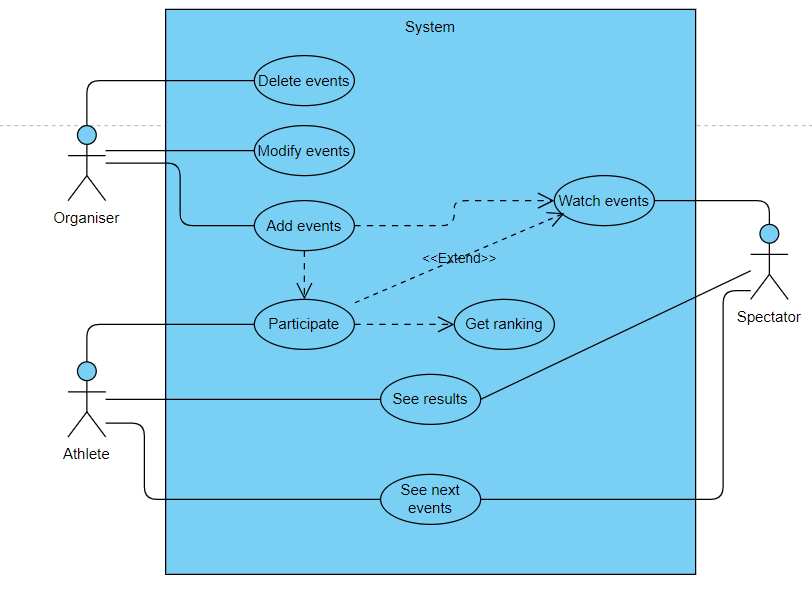 System
Delete events
Modify events
Watch events
Organiser
Add events
<<Extend>>
Spectator
Participate
Get ranking
See results
Athlete
See next
events